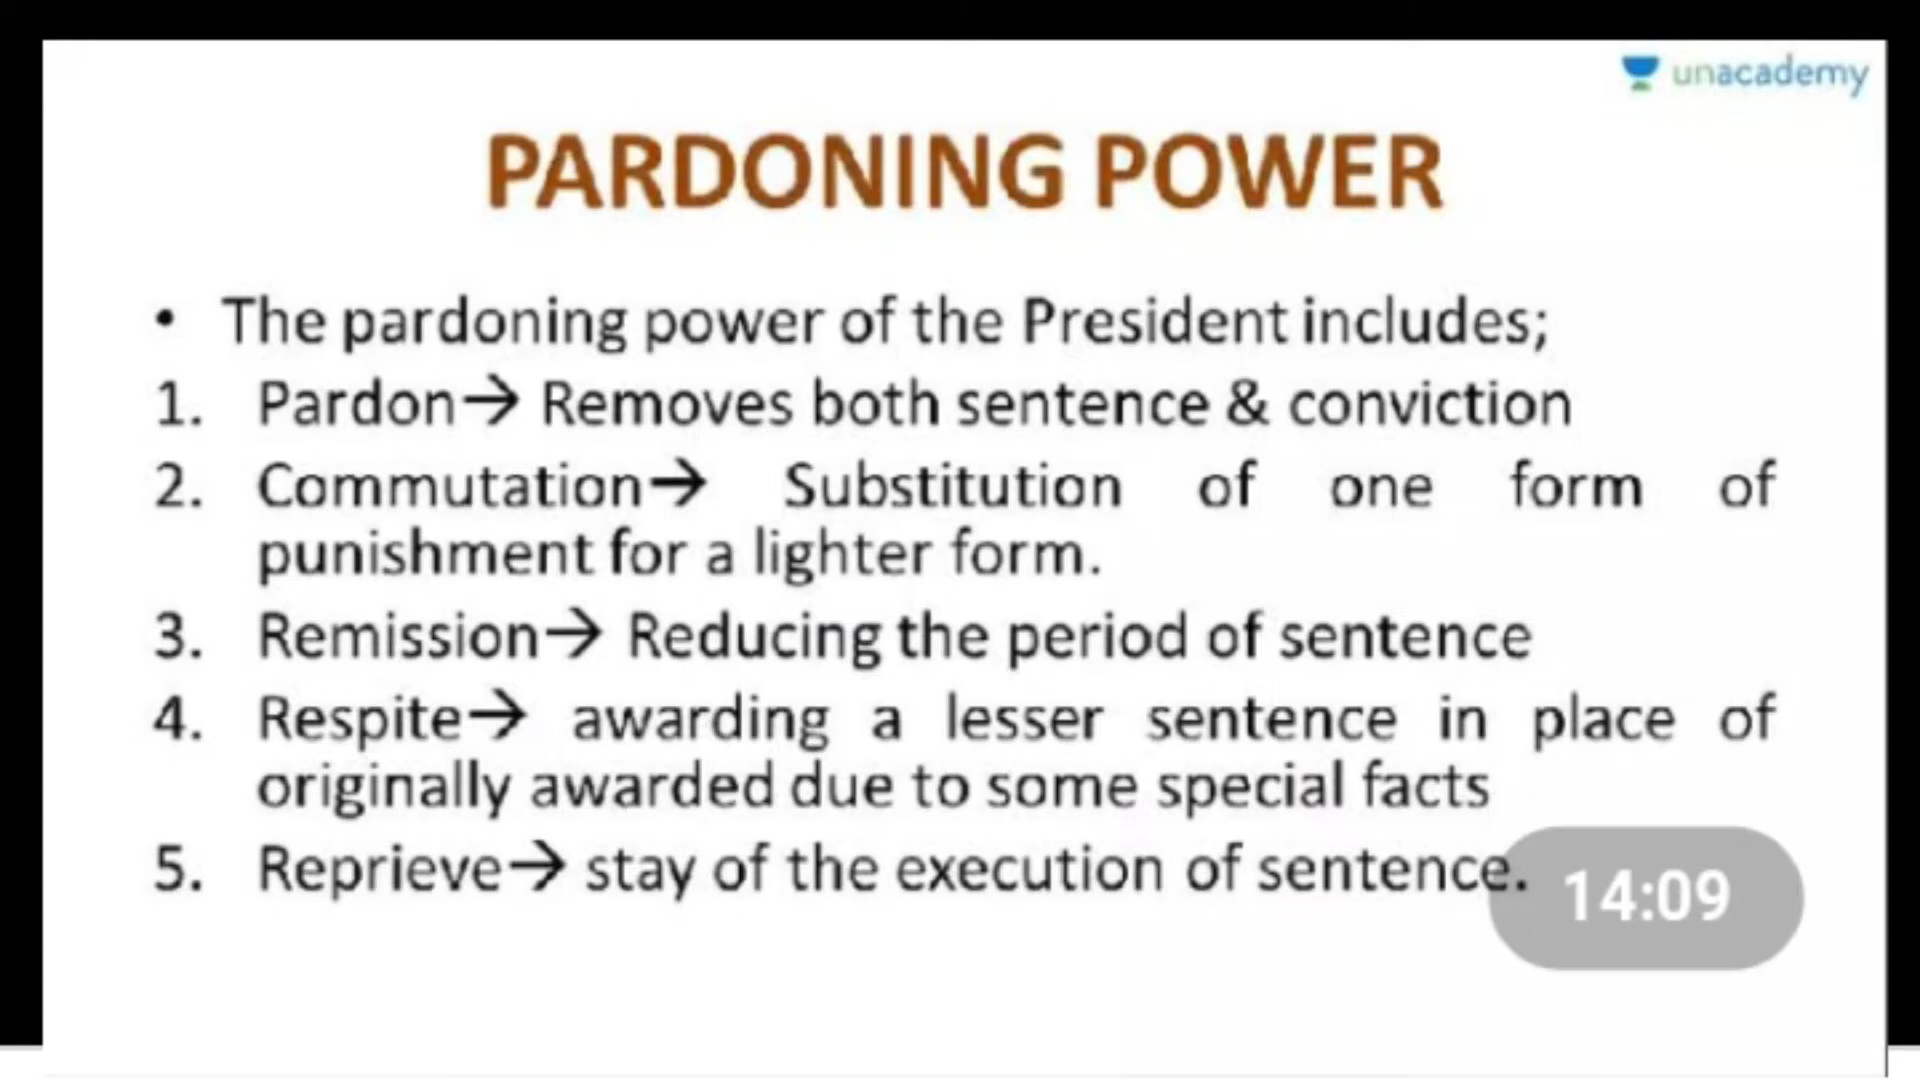 unacademy
PARDONING POWER
• The pardoning power of the President includes;
1. Pardon→ Removes both sentence & conviction
2. Commutation→ Substitution of one form of
punishment for a lighter form.
3. Remission→ Reducing the period of sentence
4. Respite→ awarding a lesser sentence in place of
originally awarded due to some special facts
5. Reprieve→ stay of the execution of sentence.
14:09